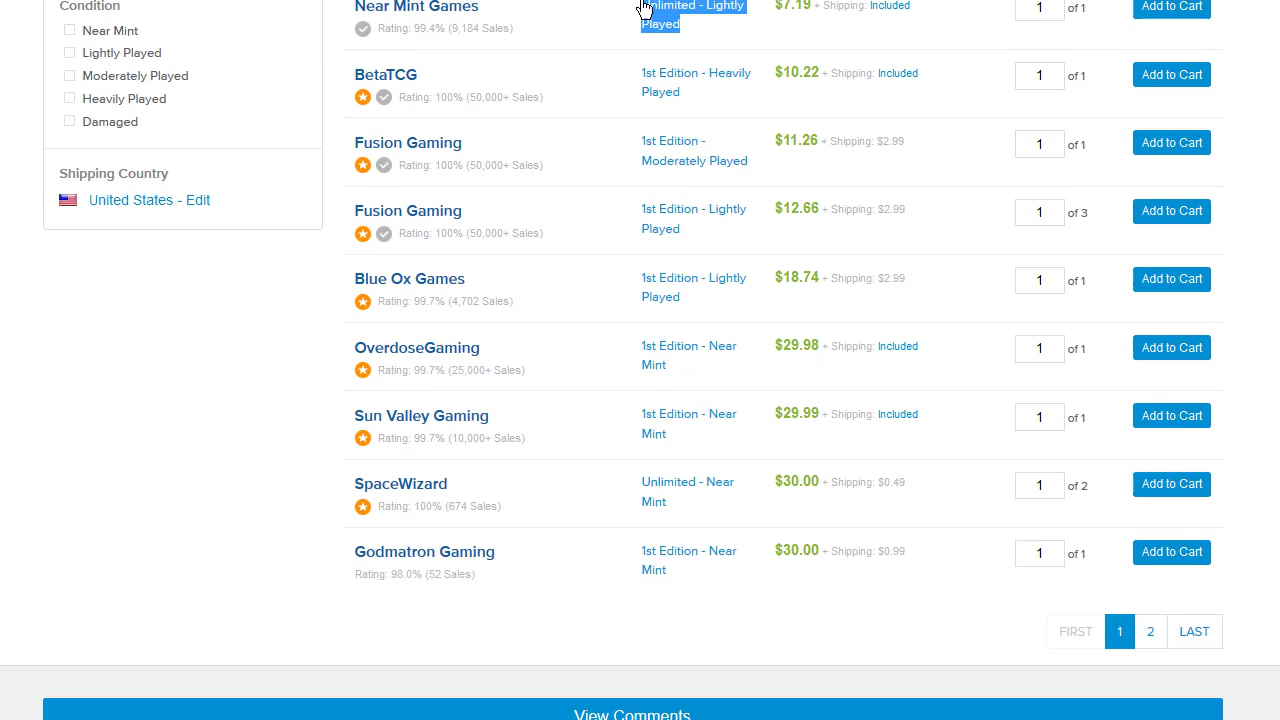 Condition
Near Mint
Lightly Played
Moderately Played
Heavily Played
Damaged
Shipping Country
United States - Edit
Near Mint Games
Rating: 99.4% (9,184 Sales)
Unlimited - Lightly
Played
$7.19 + Shipping: Included
1 of 1
Add to Cart
BetaTCG
Rating: 100% (50,000+ Sales)
1st Edition - Heavily
Played
$10.22 + Shipping: Included
1 of 1
Add to Cart
Fusion Gaming
Rating: 100% (50,000+ Sales)
1st Edition -
Moderately Played
$11.26 + Shipping: $2.99
1 of 1
Add to Cart
Fusion Gaming
Rating: 100% (50,000+ Sales)
1st Edition - Lightly
Played
$12.66 + Shipping: $2.99
1 of 3
Add to Cart
Blue Ox Games
Rating: 99.7% (4,702 Sales)
1st Edition - Lightly
Played
$18.74 + Shipping: $2.99
1 of 1
Add to Cart
OverdoseGaming
Rating: 99.7% (25,000+ Sales)
1st Edition - Near
Mint
$29.98 + Shipping: Included
1 of 1
Add to Cart
Sun Valley Gaming
Rating: 99.7% (10,000+ Sales)
1st Edition - Near
Mint
$29.99 + Shipping: Included
1 of 1
Add to Cart
SpaceWizard
Rating: 100% (674 Sales)
Unlimited - Near
Mint
$30.00 + Shipping: $0.49
1 of 2
Add to Cart
Godmatron Gaming
Rating: 98.0% (52 Sales)
1st Edition - Near
Mint
$30.00 + Shipping: $0.99
1 of 1
Add to Cart
FIRST 1 2 LAST
View Comments